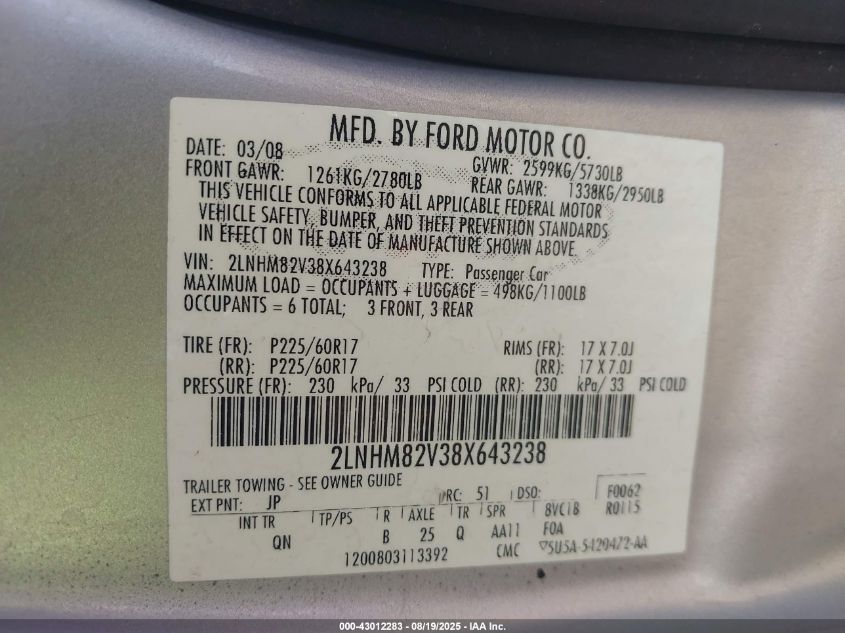 MFD. BY FORD MOTOR CO.
DATE: 03/08 GVWR: 2599KG/5730LB
FRONT GAWR: 1261KG/2780LB REAR GAWR: 1338KG/2950LB
THIS VEHICLE CONFORMS TO ALL APPLICABLE FEDERAL MOTOR
VEHICLE SAFETY, BUMPER, AND THEFT PREVENTION STANDARDS
IN EFFECT ON THE DATE OF MANUFACTURE SHOWN ABOVE.
VIN: 2LNHM82V38X643238 TYPE: Passenger Car
MAXIMUM LOAD = OCCUPANTS + LUGGAGE = 498KG/1100LB
OCCUPANTS = 6 TOTAL; 3 FRONT, 3 REAR
TIRE (FR): P225/60R17 RIMS (FR): 17 X 7.0J
(RR): P225/60R17 (RR): 17 X 7.0J
PRESSURE (FR): 230 kPa/ 33 PSI COLD (RR): 230 kPa/ 33 PSI COLD
2LNHM82V38X643238
TRAILER TOWING - SEE OWNER GUIDE
EXT PNT: JP RC: 51 DSO: F0062
R0115
INT TR TP/PS R AXLE TR SPR 8VC1B
QN B 25 Q AA11 F0A
1200803113392 CMC 5U5A-5420472-AA
000-43012283 - 08/19/2025 - IAA Inc.